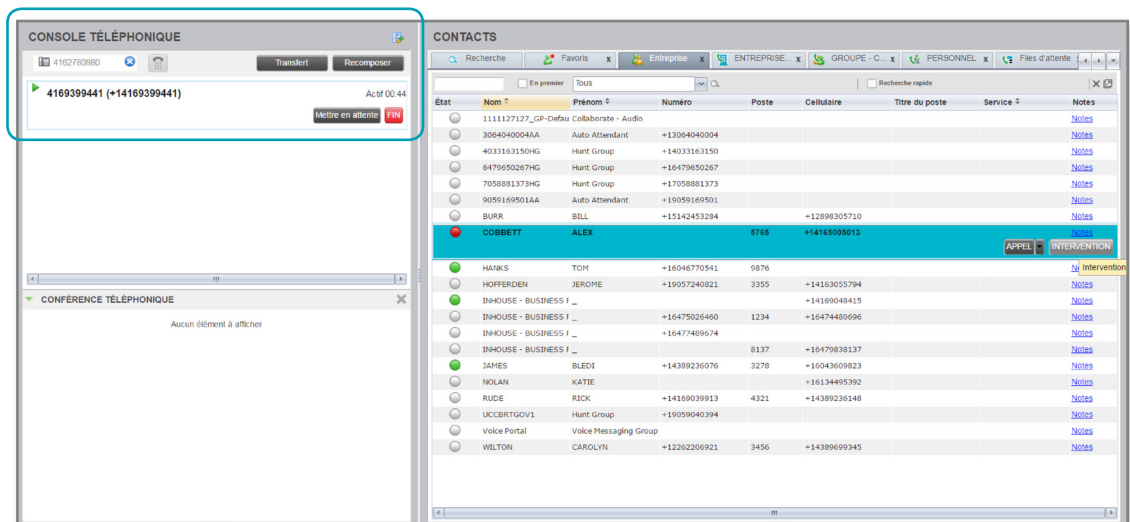 CONSOLE TÉLÉPHONIQUE
4162780880 Transfert Recomposer
4169399441 (+14169399441) Actif 00:44
Mettre en attente FIN
CONFÉRENCE TÉLÉPHONIQUE
Aucun élément à afficher
CONTACTS
Recherche Favoris x Entreprise x ENTREPRISE... x GROUPE - C... x PERSONNEL x Files d'attente
En premier Tous Recherche rapide
État Nom Prénom Numéro Poste Cellulaire Titre du poste Service Notes
1111127127_GP-Defau Collaborate - Audio Notes
3064040004AA Auto Attendant +13064040004 Notes
4033163150HG Hunt Group +14033163150 Notes
6479650267HG Hunt Group +16479650267 Notes
7058881373HG Hunt Group +17058881373 Notes
9059169501AA Auto Attendant +19059169501 Notes
BURR BILL +15142453284 +12898305710 Notes
COBBETT ALEX 5765 +14165005013 Notes
APPEL INTERVENTION
HANKS TOM +16046770541 9876 Intervention
HOFFERDEN JEROME +19057240821 3355 +14163055794 Notes
INHOUSE - BUSINESS F _ +14169048415 Notes
INHOUSE - BUSINESS F _ +16475026460 1234 +16474480696 Notes
INHOUSE - BUSINESS F _ +16477489674 Notes
INHOUSE - BUSINESS F _ 8137 +16479838137 Notes
JAMES BLEDI +14389236076 3278 +16043609823 Notes
NOLAN KATIE +16134495392 Notes
RUDE RICK +14169039913 4321 +14389236148 Notes
UCCBRTGOV1 Hunt Group +19059040394 Notes
Voice Portal Voice Messaging Group Notes
WILTON CAROLYN +12262206921 3456 +14389699345 Notes